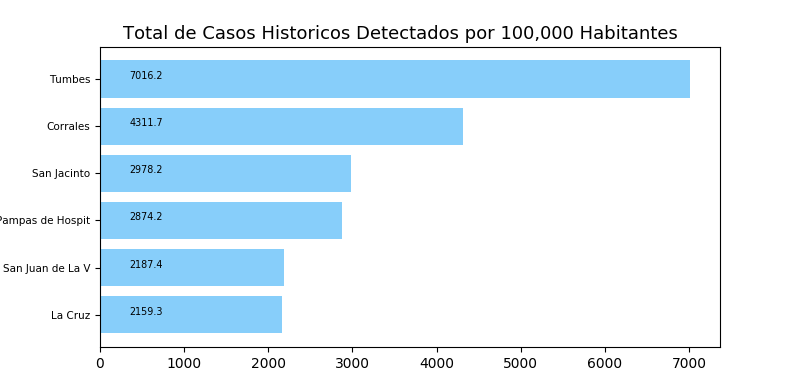 Total de Casos Historicos Detectados por 100,000 Habitantes
Tumbes 7016.2
Corrales 4311.7
San Jacinto 2978.2
Pampas de Hospit 2874.2
San Juan de La V 2187.4
La Cruz 2159.3
0 1000 2000 3000 4000 5000 6000 7000